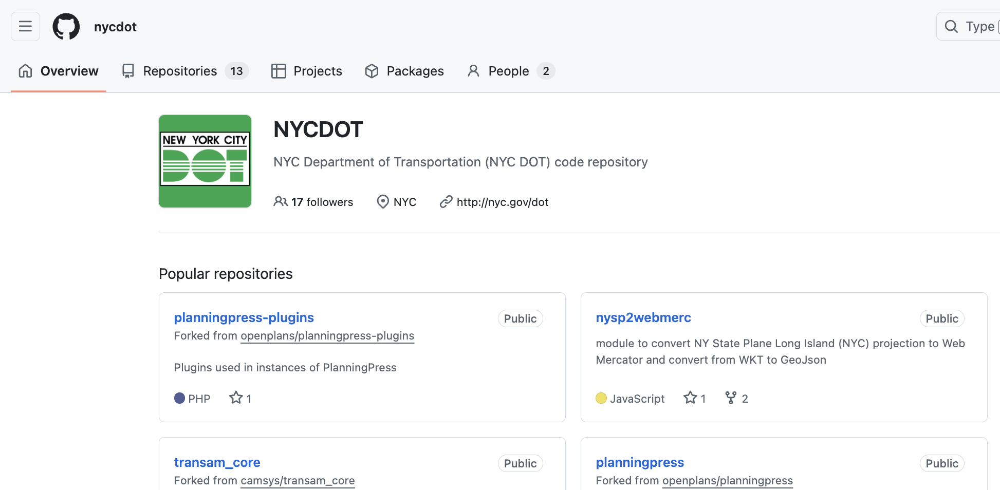 nycdot
Type
Overview
Repositories 13
Projects
Packages
People 2
NEW YORK CITY
DOT
NYCDOT
NYC Department of Transportation (NYC DOT) code repository
17 followers
NYC
http://nyc.gov/dot
Popular repositories
planningpress-plugins
Public
Forked from openplans/planningpress-plugins
Plugins used in instances of PlanningPress
PHP
1
nysp2webmerc
Public
module to convert NY State Plane Long Island (NYC) projection to Web
Mercator and convert from WKT to GeoJson
JavaScript
1
2
transam_core
Public
Forked from camsys/transam_core
planningpress
Public
Forked from openplans/planningpress